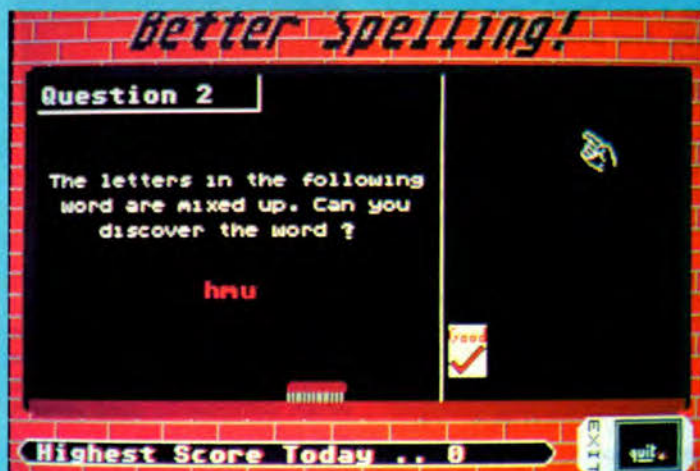 Better Spelling!
Question 2
The letters in the following
word are mixed up. Can you
discover the word ?
hmu
Good
Highest Score Today .. 0
EXIT
quit.